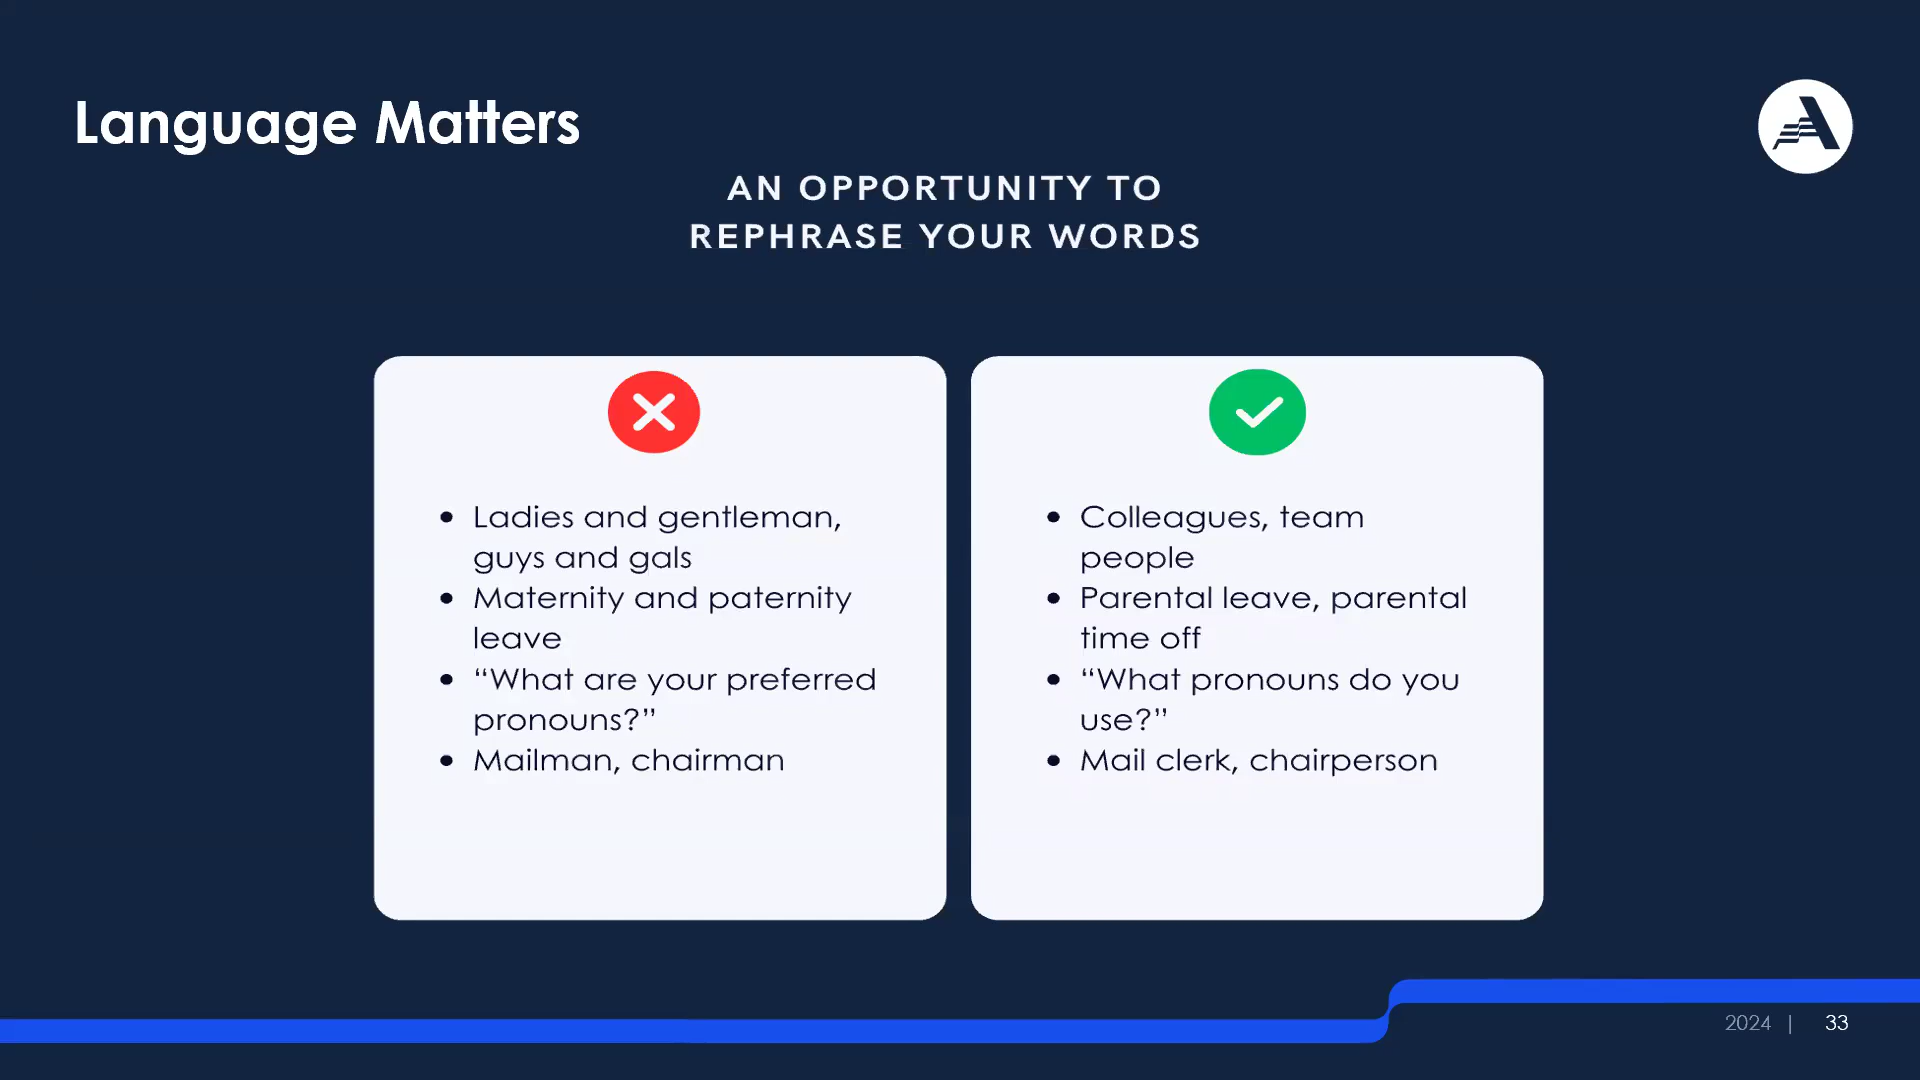 Language Matters
AN OPPORTUNITY TO
REPHRASE YOUR WORDS
• Ladies and gentleman,
guys and gals
• Maternity and paternity
leave
• “What are your preferred
pronouns?”
• Mailman, chairman
• Colleagues, team
people
• Parental leave, parental
time off
• “What pronouns do you
use?”
• Mail clerk, chairperson
2024 | 33